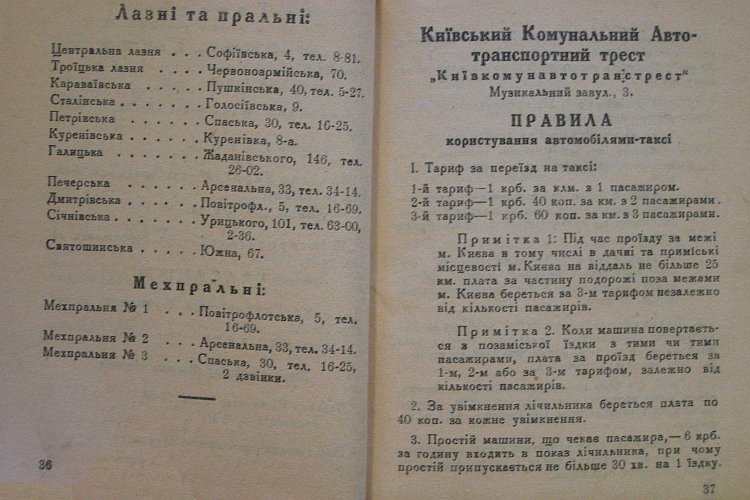 Лазні та пральні:
Центральна лазня . . . Софіївська, 4, тел. 8-81.
Троїцька лазня . . . . Червоноармійська, 70.
Караваївська . . . . . Пушкінська, 40, тел. 5-27.
Сталінська . . . . . . Голосіївська, 9.
Петрівська . . . . . . Спаська, 30, тел. 16-25.
Куренівська . . . . . . Куренівка, 8-а.
Галицька . . . . . . . Жаданівського, 146, тел.
26-02.
Печерська . . . . . . Арсенальна, 33, тел. 34-14.
Дмитрівська . . . . . Повітрофл., 5, тел. 16-69.
Січнівська . . . . . . Урицького, 101, тел. 63-00,
2-36.
Святошинська . . . . . Южна, 67.
Мехпральні:
Мехпральня № 1 . . . Повітрофлотська, 5, тел.
16-69.
Мехпральня № 2 . . . . Арсенальна, 33, тел. 34-14.
Мехпральня № 3 . . . . Спаська, 30, тел. 16-25,
2 дзвінки.
36
Київський Комунальний Авто-
транспортний трест
„Київкомунавтотранстрест"
Музикальний завул., 3.
ПРАВИЛА
користування автомобілями-таксі
1. Тариф за переїзд на таксі:
1-й тариф—1 крб. за клм. з 1 пасажиром.
2-й тариф—1 крб. 40 коп. за км. з 2 пасажирами.
3-й тариф—1 крб. 60 коп. за км. з 3 пасажирами.
Примітка 1: Під час проїзду за межі
м. Києва в тому числі в дачні та приміські
місцевості м. Києва на віддаль не більше 25
км. плата за частину подорожі поза межами
м. Києва береться за 3-м тарифом незалежно
від кількості пасажирів.
Примітка 2. Коли машина повертаєть-
ся з позаміської їздки з тими чи тими
пасажирами, плата за проїзд береться за
1-м, 2-м або за 3-м тарифом, залежно від
кількості пасажирів.
2. За увімкнення лічильника береться плата по
40 коп. за кожне увімкнення.
3. Простій машини, що чекає пасажира,— 6 крб.
за годину входить в показ лічильника, при чому
простій припускається не більше 30 хв. на 1 їздку.
37